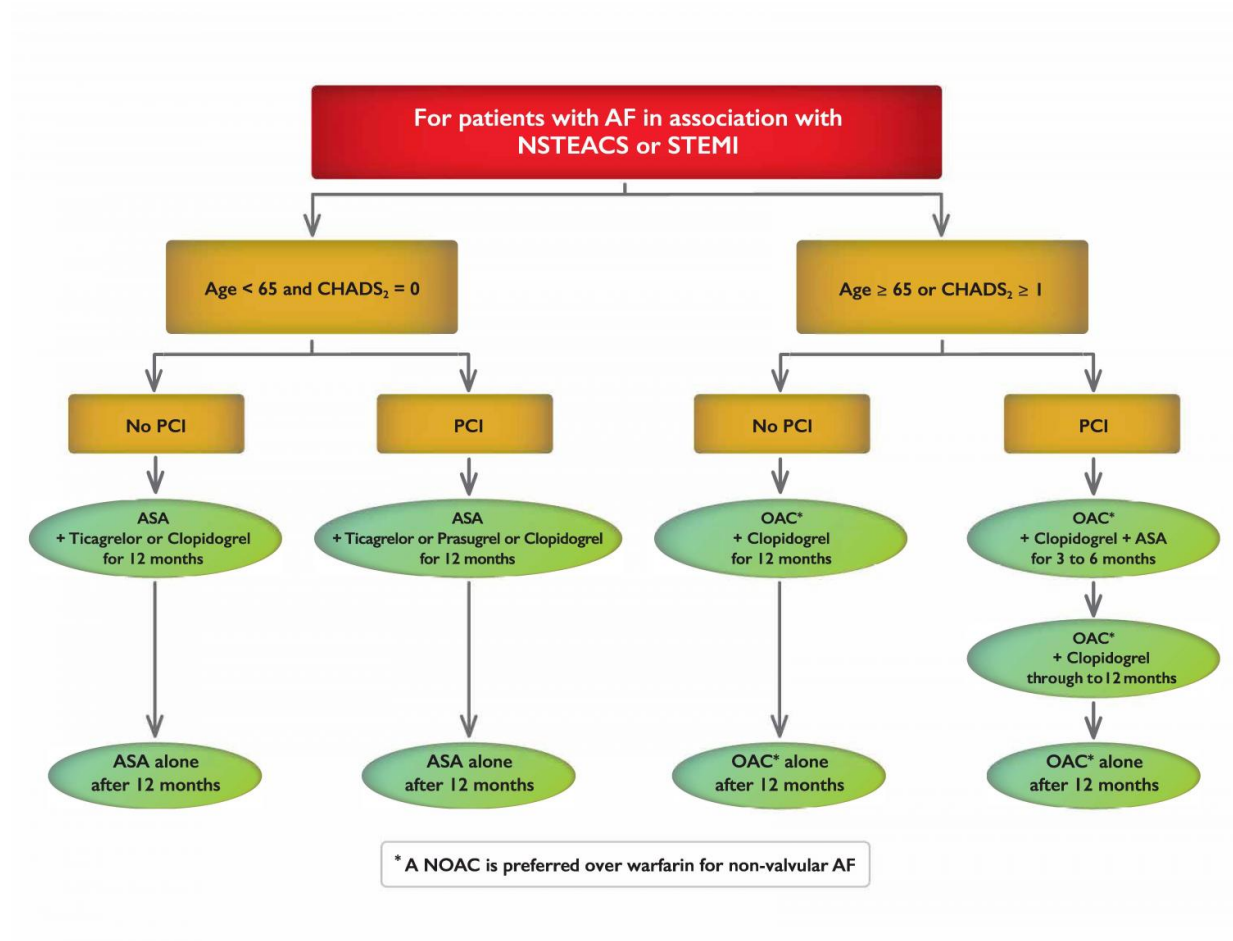 For patients with AF in association with
NSTEACS or STEMI
Age < 65 and CHADS₂ = 0
Age ≥ 65 or CHADS₂ ≥ 1
No PCI
PCI
No PCI
PCI
ASA
+ Ticagrelor or Clopidogrel
for 12 months
ASA
+ Ticagrelor or Prasugrel or Clopidogrel
for 12 months
OAC*
+ Clopidogrel
for 12 months
OAC*
+ Clopidogrel + ASA
for 3 to 6 months
OAC*
+ Clopidogrel
through to 12 months
ASA alone
after 12 months
ASA alone
after 12 months
OAC* alone
after 12 months
OAC* alone
after 12 months
* A NOAC is preferred over warfarin for non-valvular AF